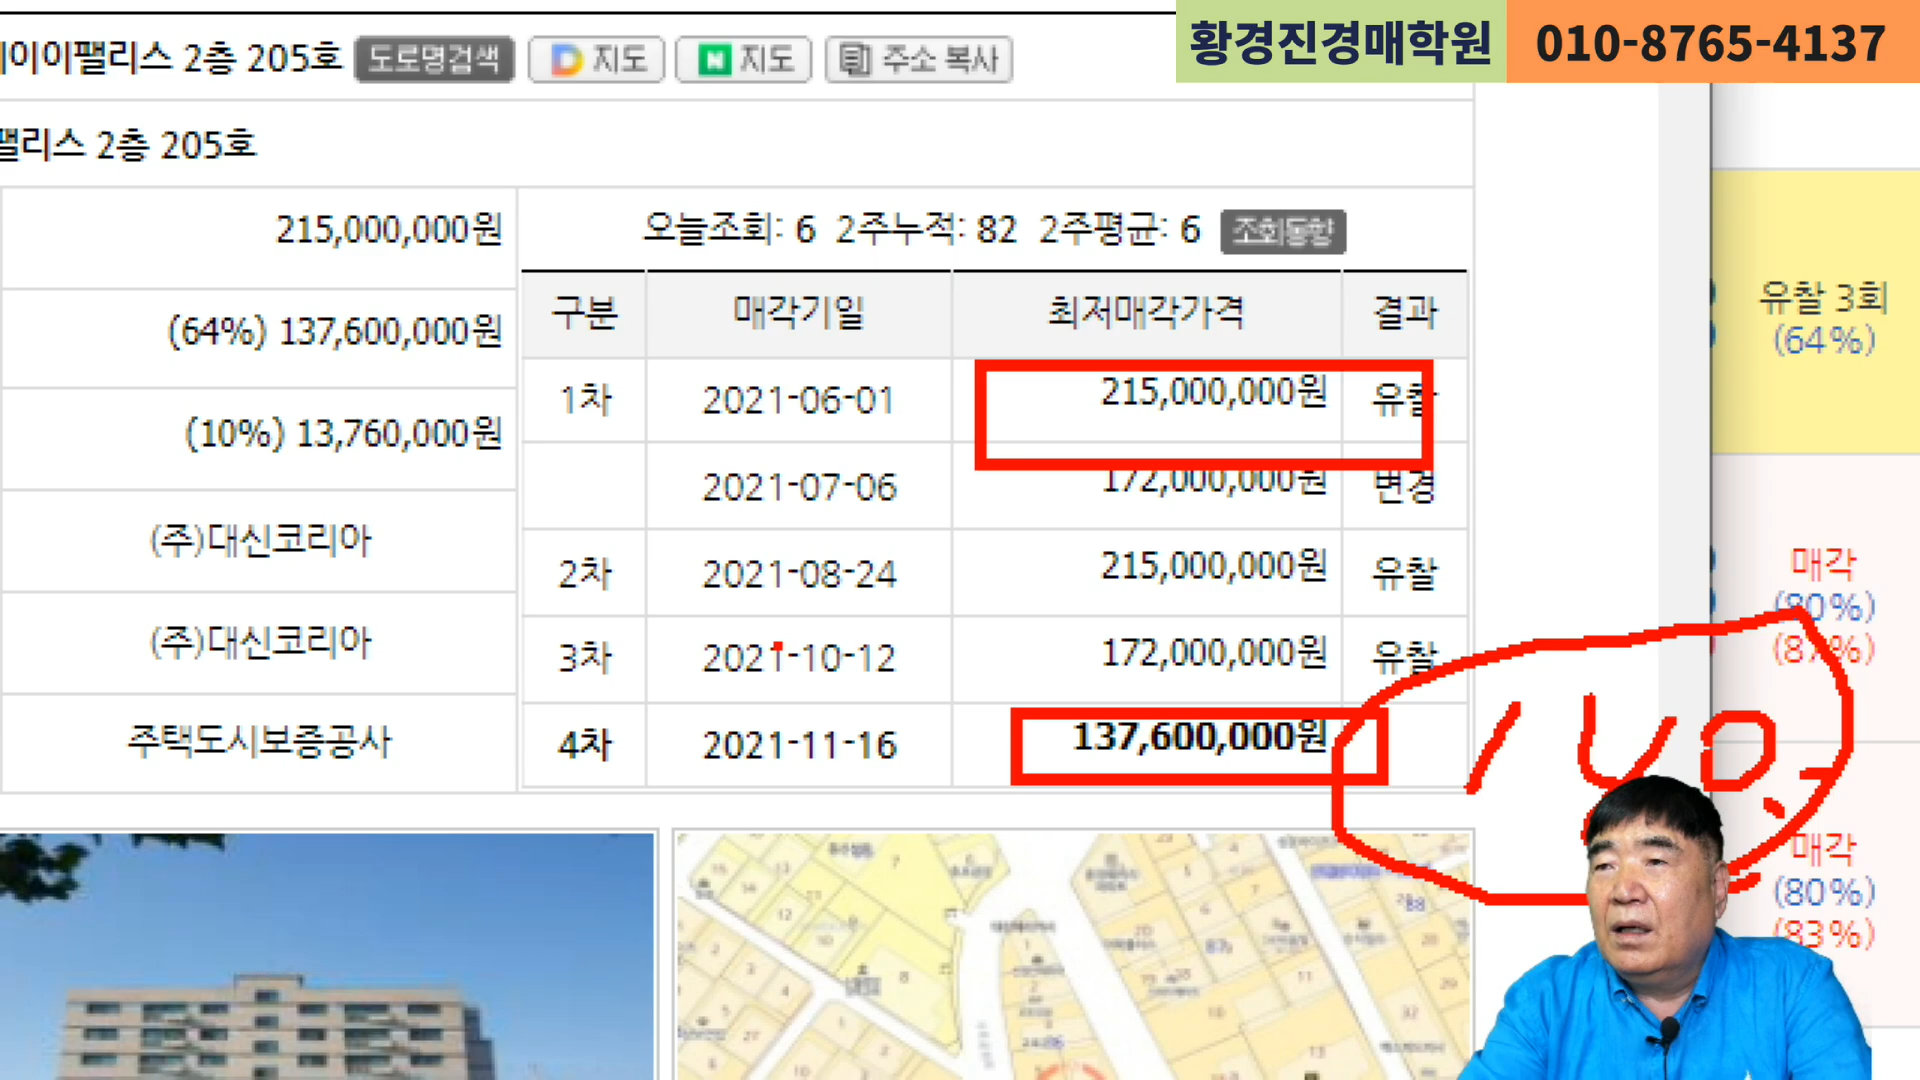 황경진경매학원 010-8765-4137
이이팰리스 2층 205호 도로명검색 지도 지도 주소 복사
팰리스 2층 205호
215,000,000원
(64%) 137,600,000원
(10%) 13,760,000원
(주)대신코리아
(주)대신코리아
주택도시보증공사
오늘조회: 6 2주누적: 82 2주평균: 6 조회동향
구분 매각기일 최저매각가격 결과
1차 2021-06-01 215,000,000원 유찰
2021-07-06 172,000,000원 변경
2차 2021-08-24 215,000,000원 유찰
3차 2021-10-12 172,000,000원 유찰
4차 2021-11-16 137,600,000원
유찰 3회
(64%)
매각
(80%)
매각
(80%)
(83%)